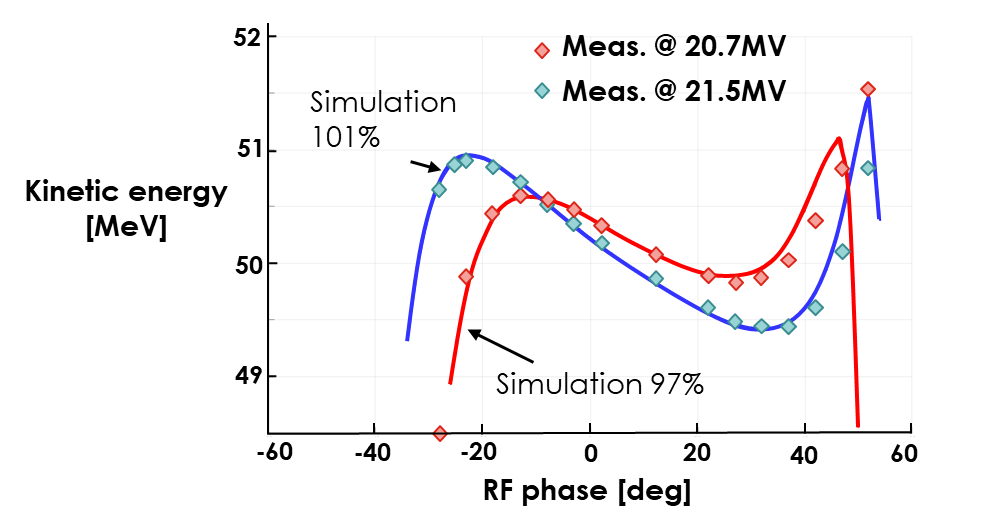 52
Meas. @ 20.7MV
Meas. @ 21.5MV
Simulation
101%
51
Kinetic energy
[MeV]
50
Simulation 97%
49
-60
-40
-20
0
20
40
60
RF phase [deg]